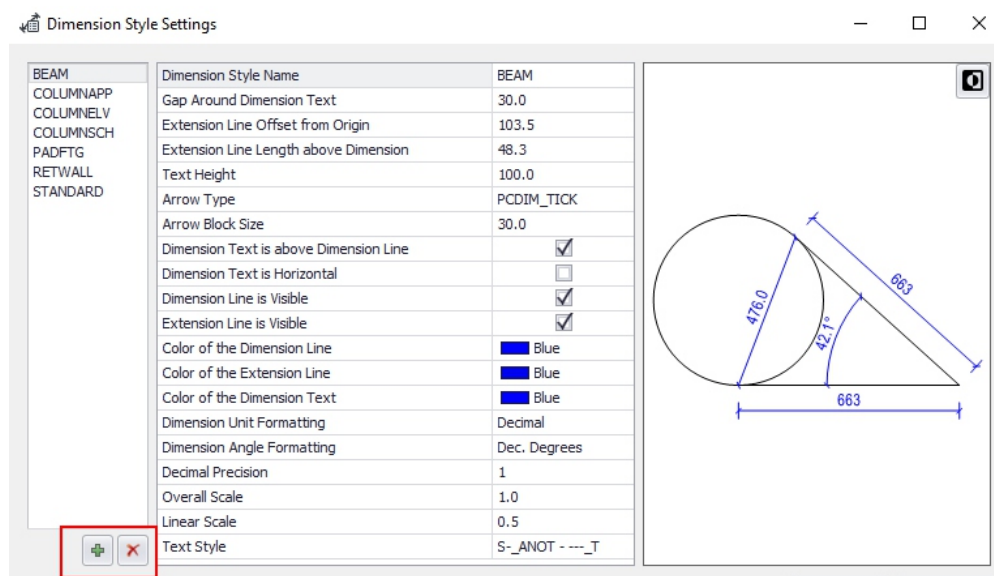 Dimension Style Settings
BEAM
COLUMNAPP
COLUMNELV
COLUMNSCH
PADFTG
RETWALL
STANDARD
Dimension Style Name BEAM
Gap Around Dimension Text 30.0
Extension Line Offset from Origin 103.5
Extension Line Length above Dimension 48.3
Text Height 100.0
Arrow Type PCDIM_TICK
Arrow Block Size 30.0
Dimension Text is above Dimension Line
Dimension Text is Horizontal
Dimension Line is Visible
Extension Line is Visible
Color of the Dimension Line Blue
Color of the Extension Line Blue
Color of the Dimension Text Blue
Dimension Unit Formatting Decimal
Dimension Angle Formatting Dec. Degrees
Decimal Precision 1
Overall Scale 1.0
Linear Scale 0.5
Text Style S-_ANOT - ---_T
663
476.0
42.1°
663